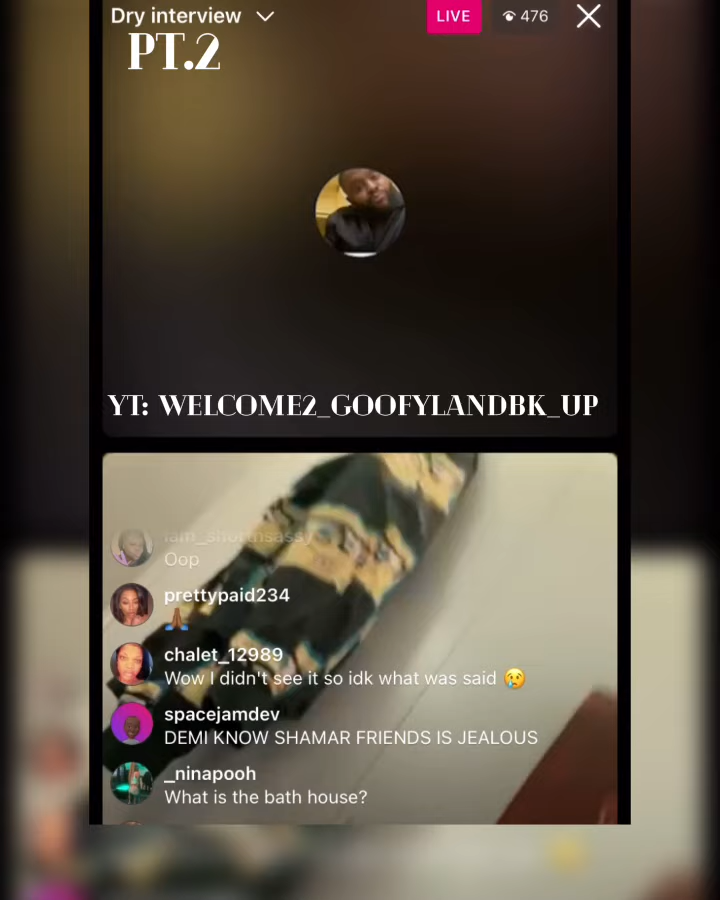 Dry interview
LIVE
476
PT.2
YT: WELCOME2_GOOFYLANDBK_UP
iam_shorthsassy
Oop
prettypaid234
🙏🏾
chalet_12989
Wow I didn't see it so idk what was said 😢
spacejamdev
DEMI KNOW SHAMAR FRIENDS IS JEALOUS
_ninapooh
What is the bath house?